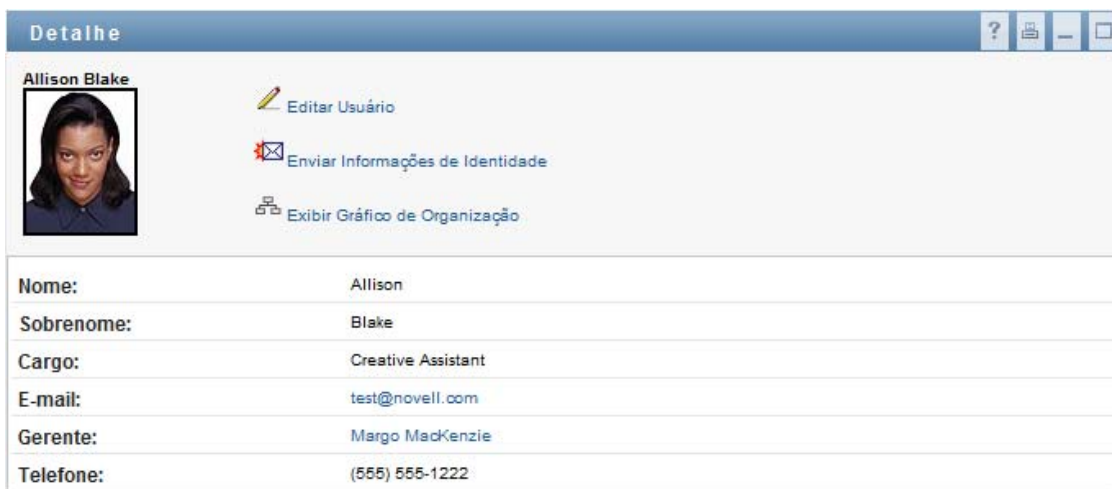 Detalhe
?
Allison Blake
Editar Usuário
Enviar Informações de Identidade
Exibir Gráfico de Organização
Nome: Allison
Sobrenome: Blake
Cargo: Creative Assistant
E-mail: test@novell.com
Gerente: Margo MacKenzie
Telefone: (555) 555-1222